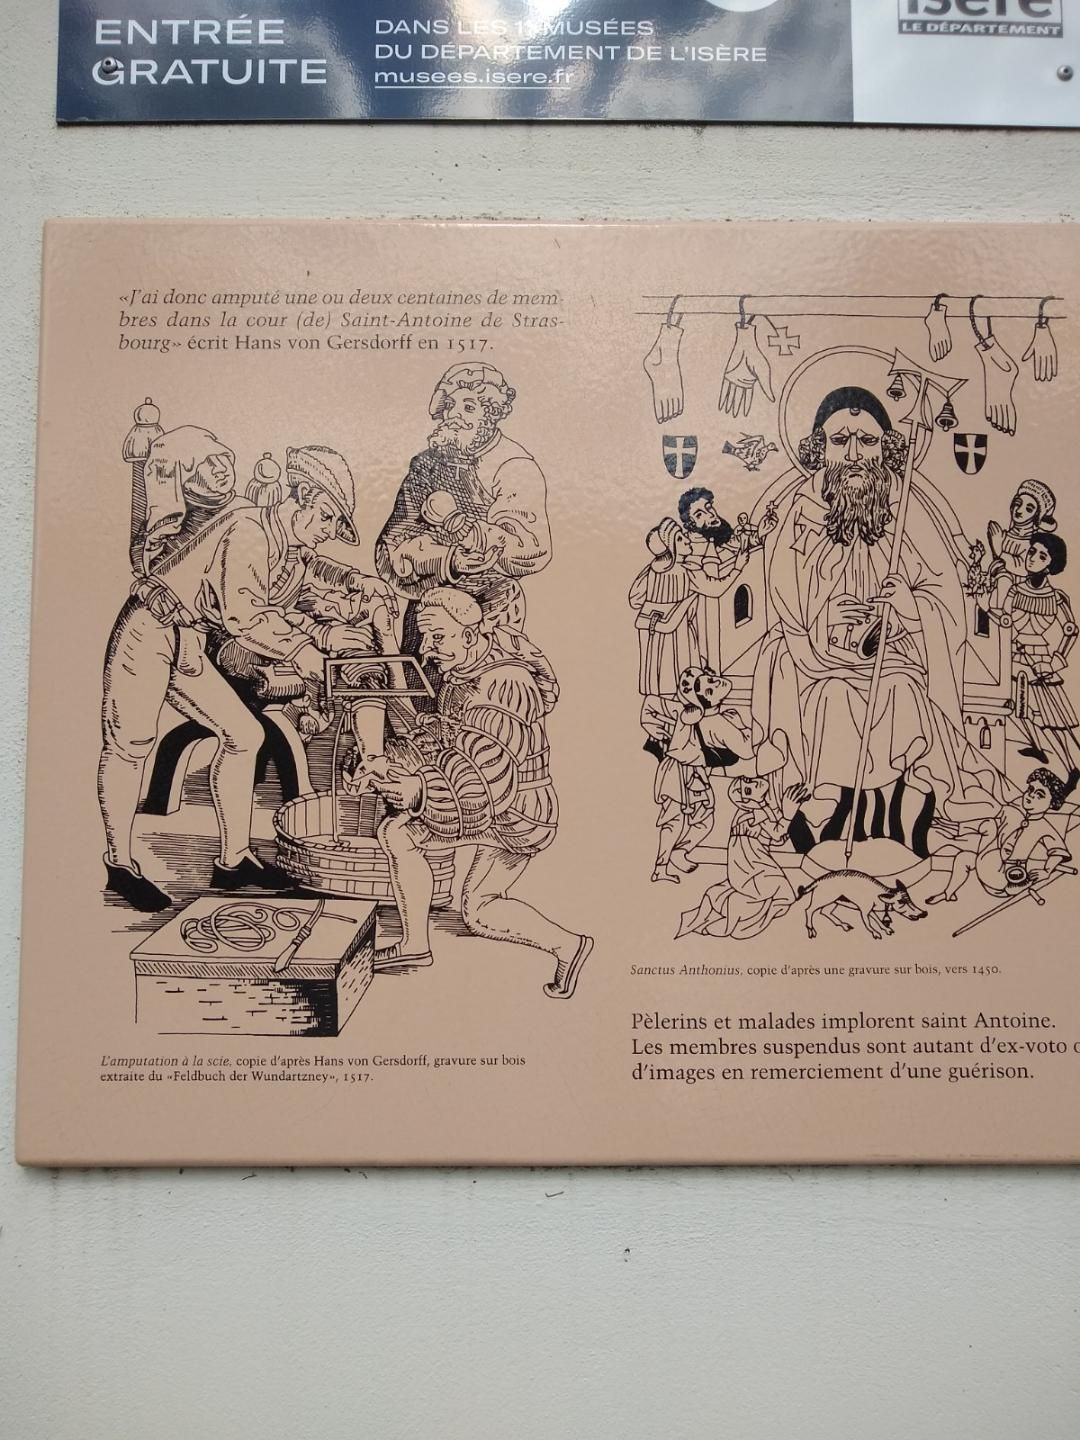 ENTRÉE
GRATUITE
DANS LES 11 MUSÉES
DU DÉPARTEMENT DE L'ISÈRE
musees.isere.fr
isère
LE DÉPARTEMENT
«J'ai donc amputé une ou deux centaines de mem-
bres dans la cour (de) Saint-Antoine de Stras-
bourg» écrit Hans von Gersdorff en 1517.
L'amputation à la scie, copie d'après Hans von Gersdorff, gravure sur bois
extraite du «Feldbuch der Wundartzney», 1517.
Sanctus Anthonius, copie d'après une gravure sur bois, vers 1450.
Pèlerins et malades implorent saint Antoine.
Les membres suspendus sont autant d'ex-voto
d'images en remerciement d'une guérison.